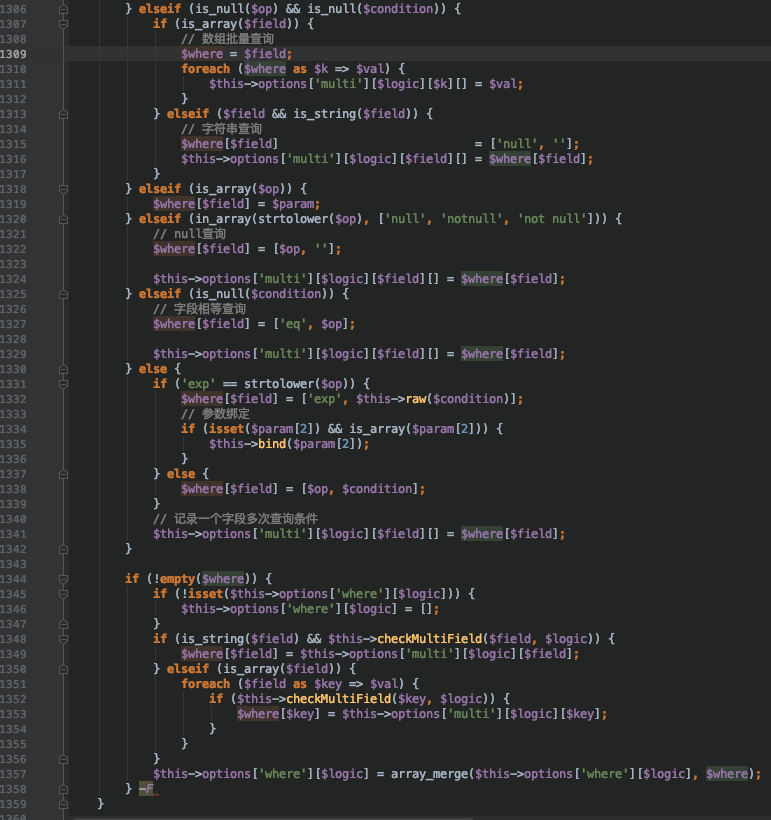 1306 } elseif (is_null($op) && is_null($condition)) {
1307 if (is_array($field)) {
1308 // 数组批量查询
1309 $where = $field;
1310 foreach ($where as $k => $val) {
1311 $this->options['multi'][$logic][$k][] = $val;
1312 }
1313 } elseif ($field && is_string($field)) {
1314 // 字符串查询
1315 $where[$field] = ['null', ''];
1316 $this->options['multi'][$logic][$field][] = $where[$field];
1317 }
1318 } elseif (is_array($op)) {
1319 $where[$field] = $param;
1320 } elseif (in_array(strtolower($op), ['null', 'notnull', 'not null'])) {
1321 // null查询
1322 $where[$field] = [$op, ''];
1323
1324 $this->options['multi'][$logic][$field][] = $where[$field];
1325 } elseif (is_null($condition)) {
1326 // 字段相等查询
1327 $where[$field] = ['eq', $op];
1328
1329 $this->options['multi'][$logic][$field][] = $where[$field];
1330 } else {
1331 if ('exp' == strtolower($op)) {
1332 $where[$field] = ['exp', $this->raw($condition)];
1333 // 参数绑定
1334 if (isset($param[2]) && is_array($param[2])) {
1335 $this->bind($param[2]);
1336 }
1337 } else {
1338 $where[$field] = [$op, $condition];
1339 }
1340 // 记录一个字段多次查询条件
1341 $this->options['multi'][$logic][$field][] = $where[$field];
1342 }
1343
1344 if (!empty($where)) {
1345 if (!isset($this->options['where'][$logic])) {
1346 $this->options['where'][$logic] = [];
1347 }
1348 if (is_string($field) && $this->checkMultiField($field, $logic)) {
1349 $where[$field] = $this->options['multi'][$logic][$field];
1350 } elseif (is_array($field)) {
1351 foreach ($field as $key => $val) {
1352 if ($this->checkMultiField($key, $logic)) {
1353 $where[$key] = $this->options['multi'][$logic][$key];
1354 }
1355 }
1356 }
1357 $this->options['where'][$logic] = array_merge($this->options['where'][$logic], $where);
1358 } -F
1359 }
1360